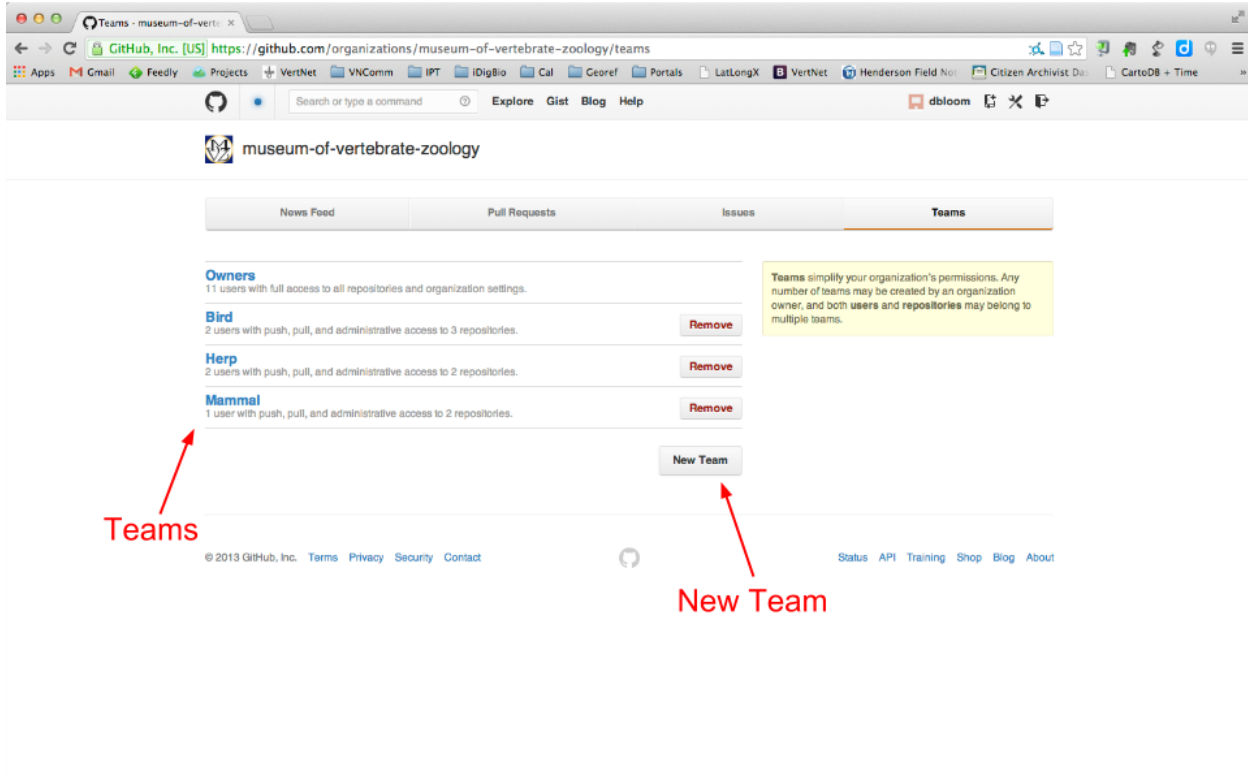 Teams - museum-of-verte
GitHub, Inc. [US] https://github.com/organizations/museum-of-vertebrate-zoology/teams
Apps Gmail Feedly Projects VertNet VNComm IPT iDigBio Cal Georef Portals LatLongX VertNet Henderson Field Not Citizen Archivist Das CartoDB + Time »
Search or type a command Explore Gist Blog Help dbloom
museum-of-vertebrate-zoology
News Feed Pull Requests Issues Teams
Owners
11 users with full access to all repositories and organization settings.
Bird
2 users with push, pull, and administrative access to 3 repositories.
Remove
Herp
2 users with push, pull, and administrative access to 2 repositories.
Remove
Mammal
1 user with push, pull, and administrative access to 2 repositories.
Remove
New Team
Teams simplify your organization's permissions. Any
number of teams may be created by an organization
owner, and both users and repositories may belong to
multiple teams.
Teams
New Team
© 2013 GitHub, Inc. Terms Privacy Security Contact
Status API Training Shop Blog About